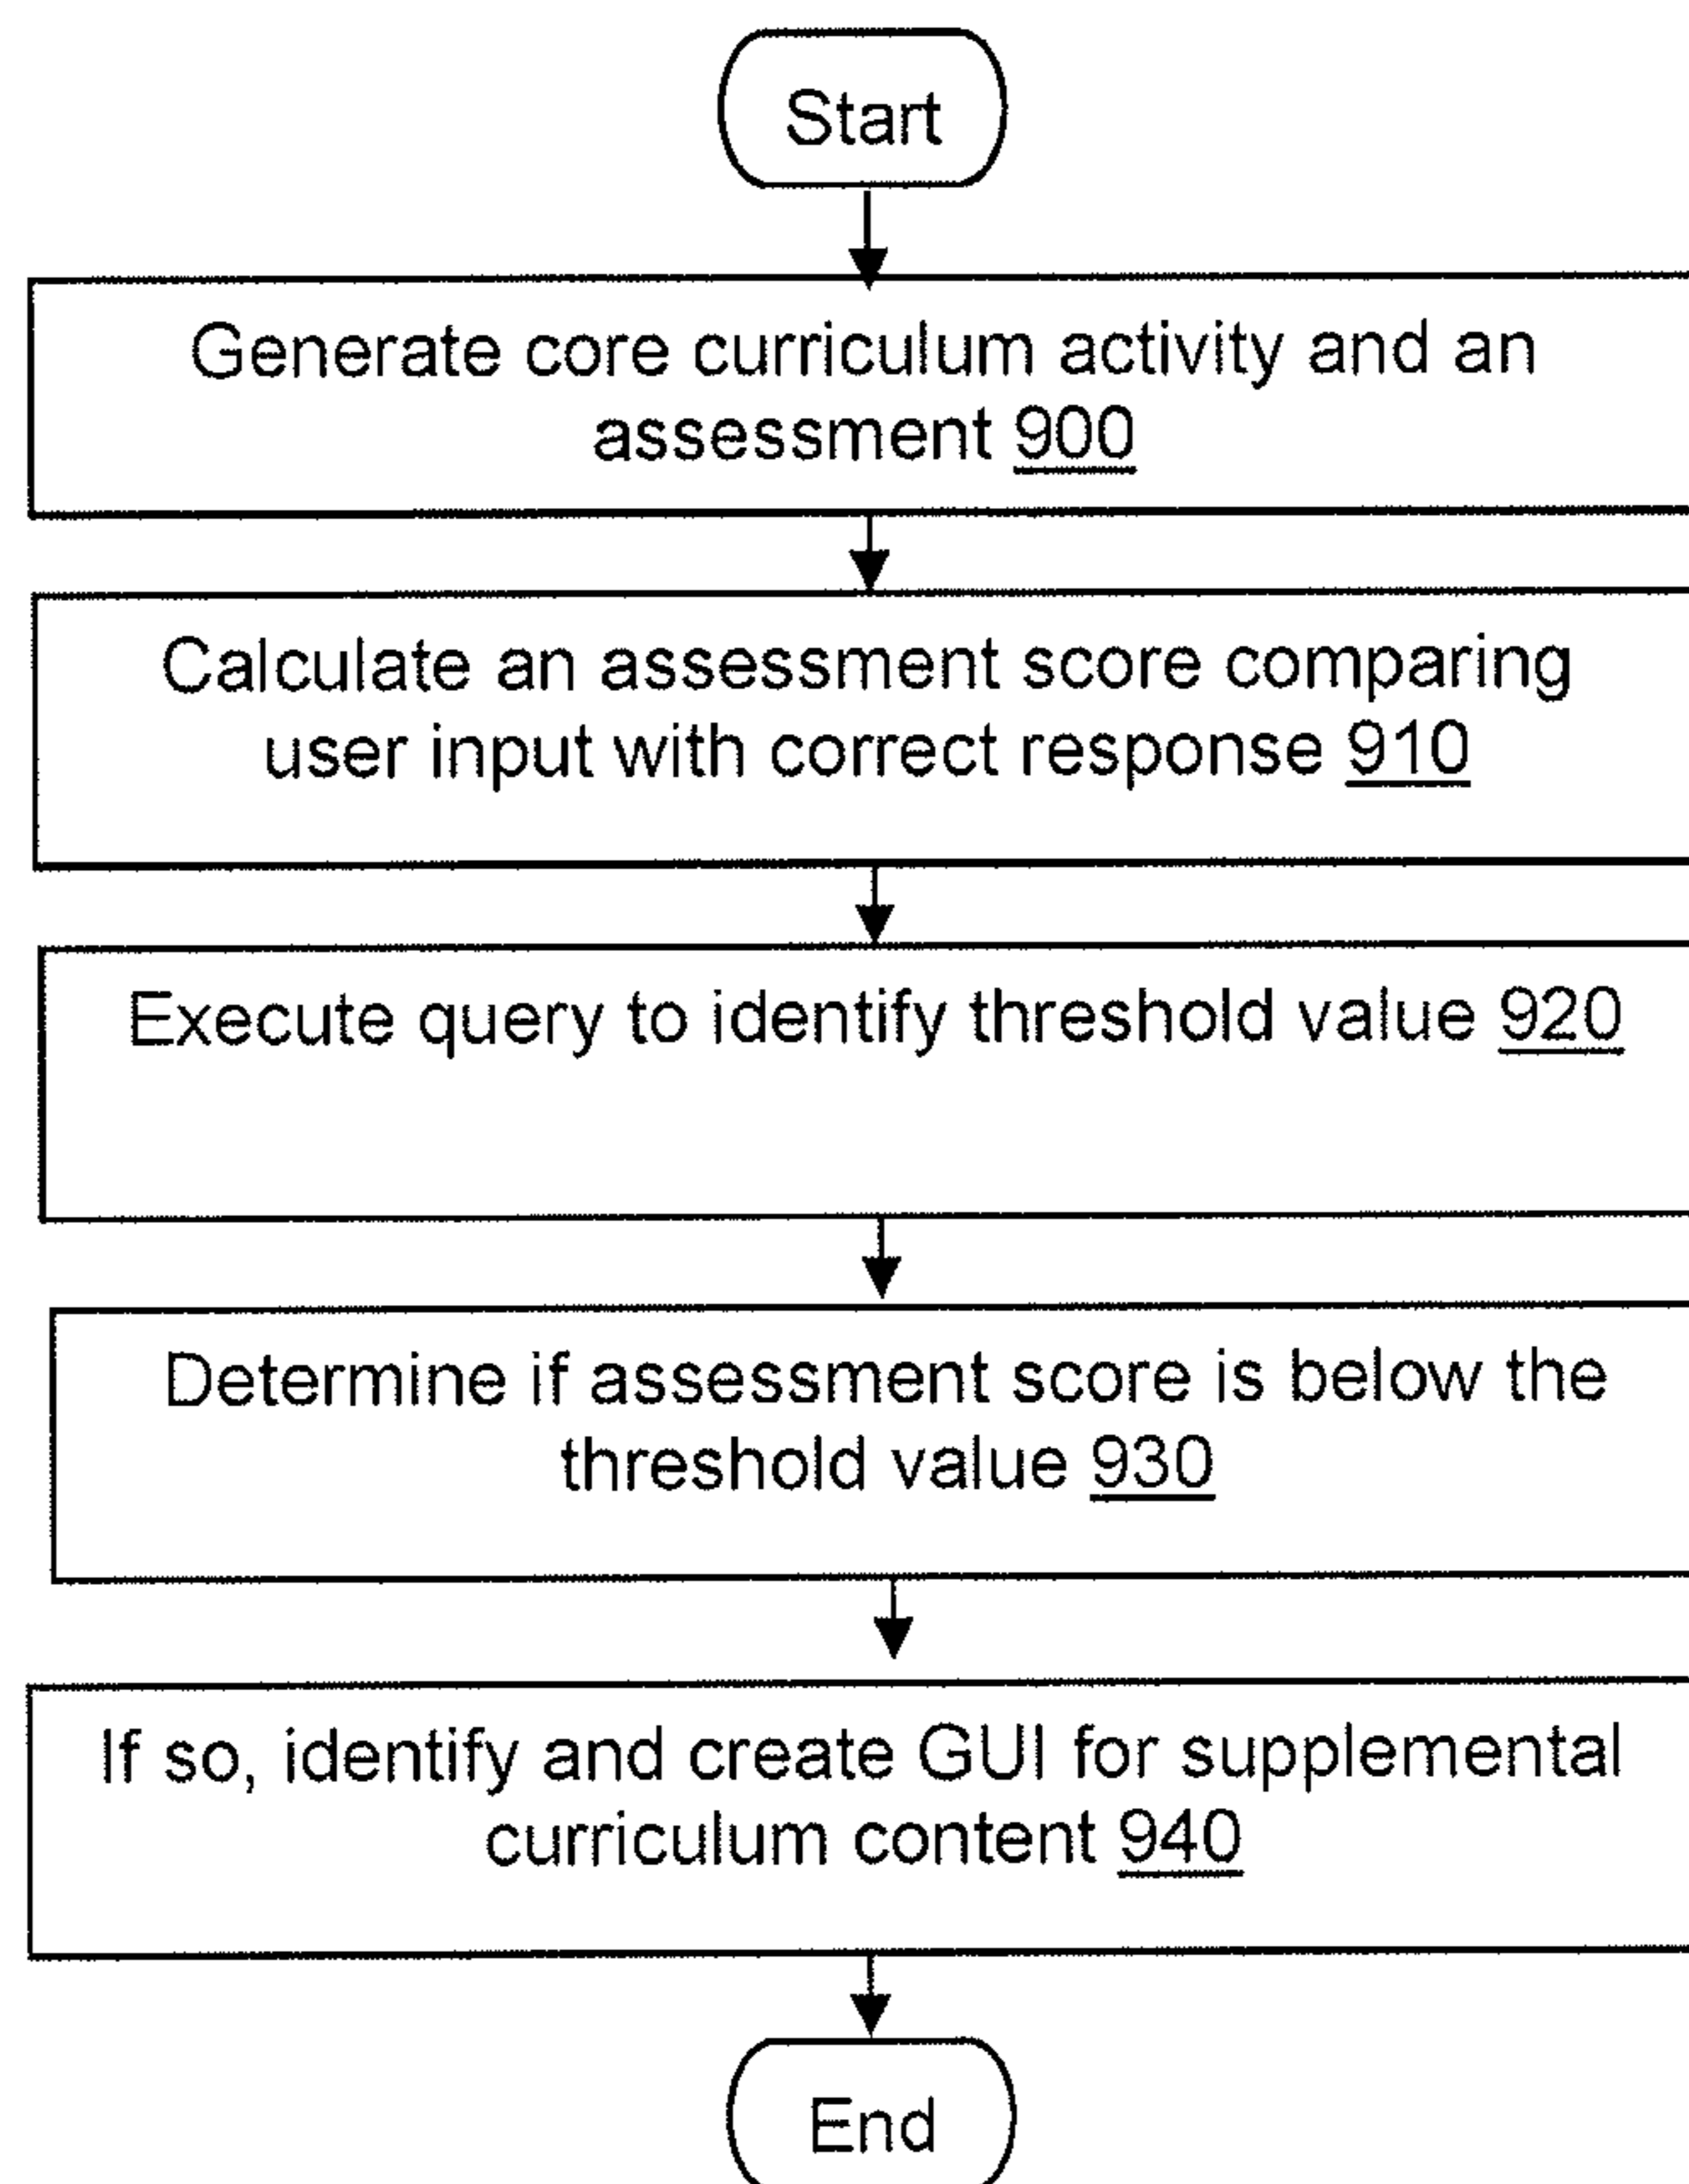 Start
Generate core curriculum activity and an
assessment 900
Calculate an assessment score comparing
user input with correct response 910
Execute query to identify threshold value 920
Determine if assessment score is below the
threshold value 930
If so, identify and create GUI for supplemental
curriculum content 940
End